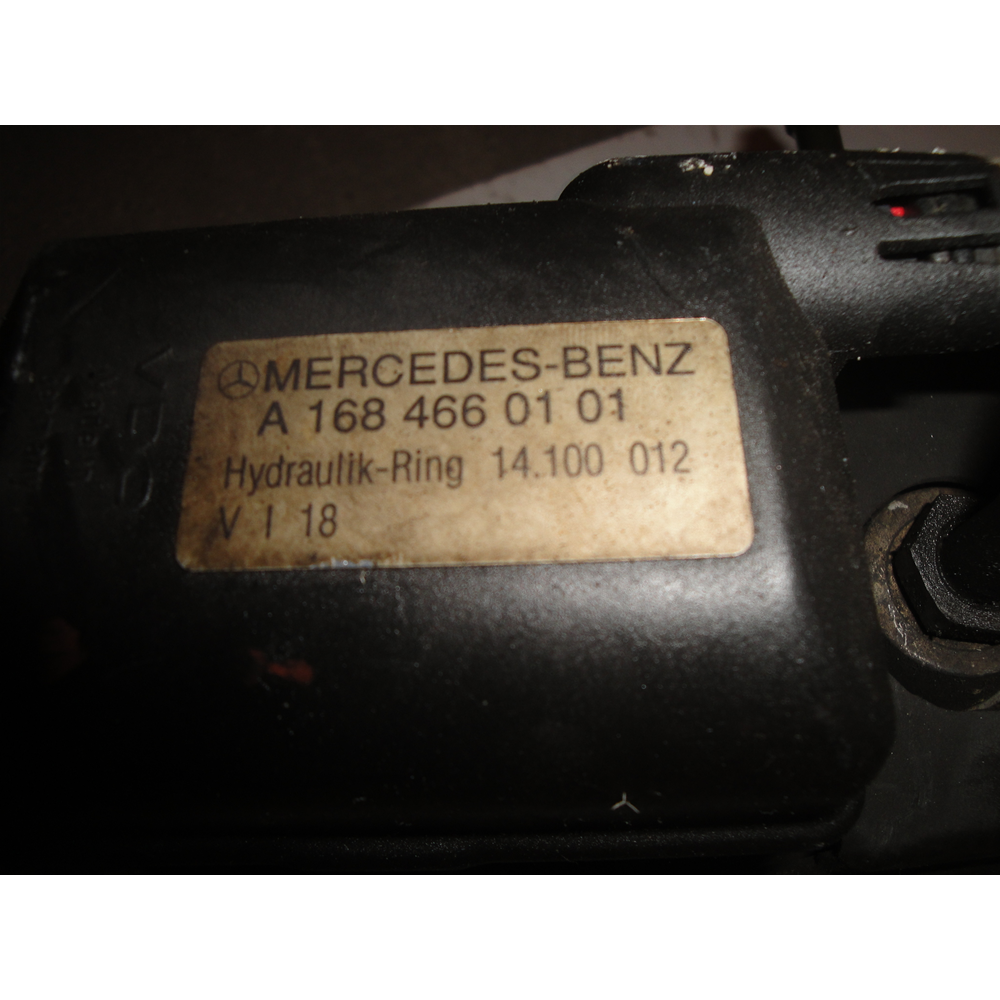 MERCEDES-BENZ
A 168 466 01 01
Hydraulik-Ring 14.100 012
V I 18